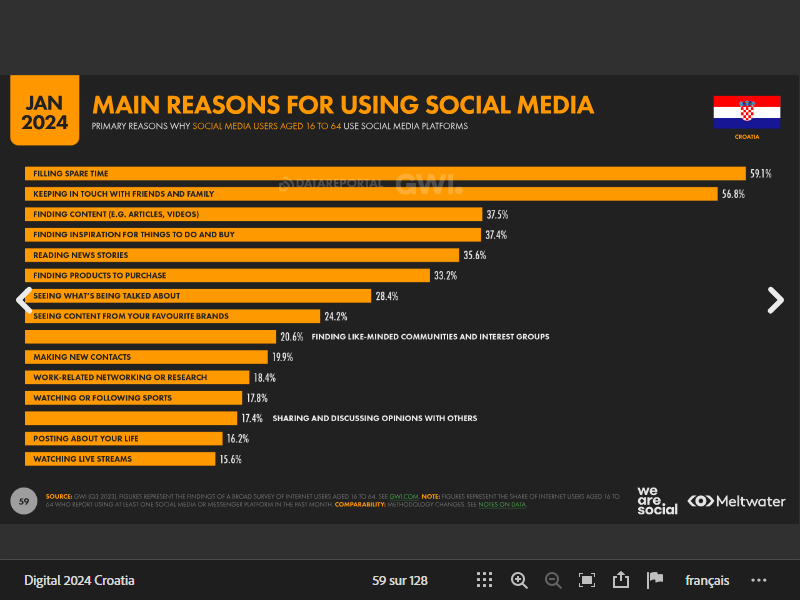 JAN
2024
MAIN REASONS FOR USING SOCIAL MEDIA
PRIMARY REASONS WHY SOCIAL MEDIA USERS AGED 16 TO 64 USE SOCIAL MEDIA PLATFORMS
CROATIA
FILLING SPARE TIME 59.1%
DATAREPORTAL GWI.
KEEPING IN TOUCH WITH FRIENDS AND FAMILY 56.8%
FINDING CONTENT (E.G. ARTICLES, VIDEOS) 37.5%
FINDING INSPIRATION FOR THINGS TO DO AND BUY 37.4%
READING NEWS STORIES 35.6%
FINDING PRODUCTS TO PURCHASE 33.2%
SEEING WHAT'S BEING TALKED ABOUT 28.4%
SEEING CONTENT FROM YOUR FAVOURITE BRANDS 24.2%
20.6% FINDING LIKE-MINDED COMMUNITIES AND INTEREST GROUPS
MAKING NEW CONTACTS 19.9%
WORK-RELATED NETWORKING OR RESEARCH 18.4%
WATCHING OR FOLLOWING SPORTS 17.8%
17.4% SHARING AND DISCUSSING OPINIONS WITH OTHERS
POSTING ABOUT YOUR LIFE 16.2%
WATCHING LIVE STREAMS 15.6%
59
SOURCE: GWI (Q3 2023). FIGURES REPRESENT THE FINDINGS OF A BROAD SURVEY OF INTERNET USERS AGED 16 TO 64. SEE GWI.COM. NOTE: FIGURES REPRESENT THE SHARE OF INTERNET USERS AGED 16 TO
64 WHO REPORT USING AT LEAST ONE SOCIAL MEDIA OR MESSENGER PLATFORM IN THE PAST MONTH. COMPARABILITY: METHODOLOGY CHANGES. SEE NOTES ON DATA.
we
are.
social
Meltwater
Digital 2024 Croatia
59 sur 128
français